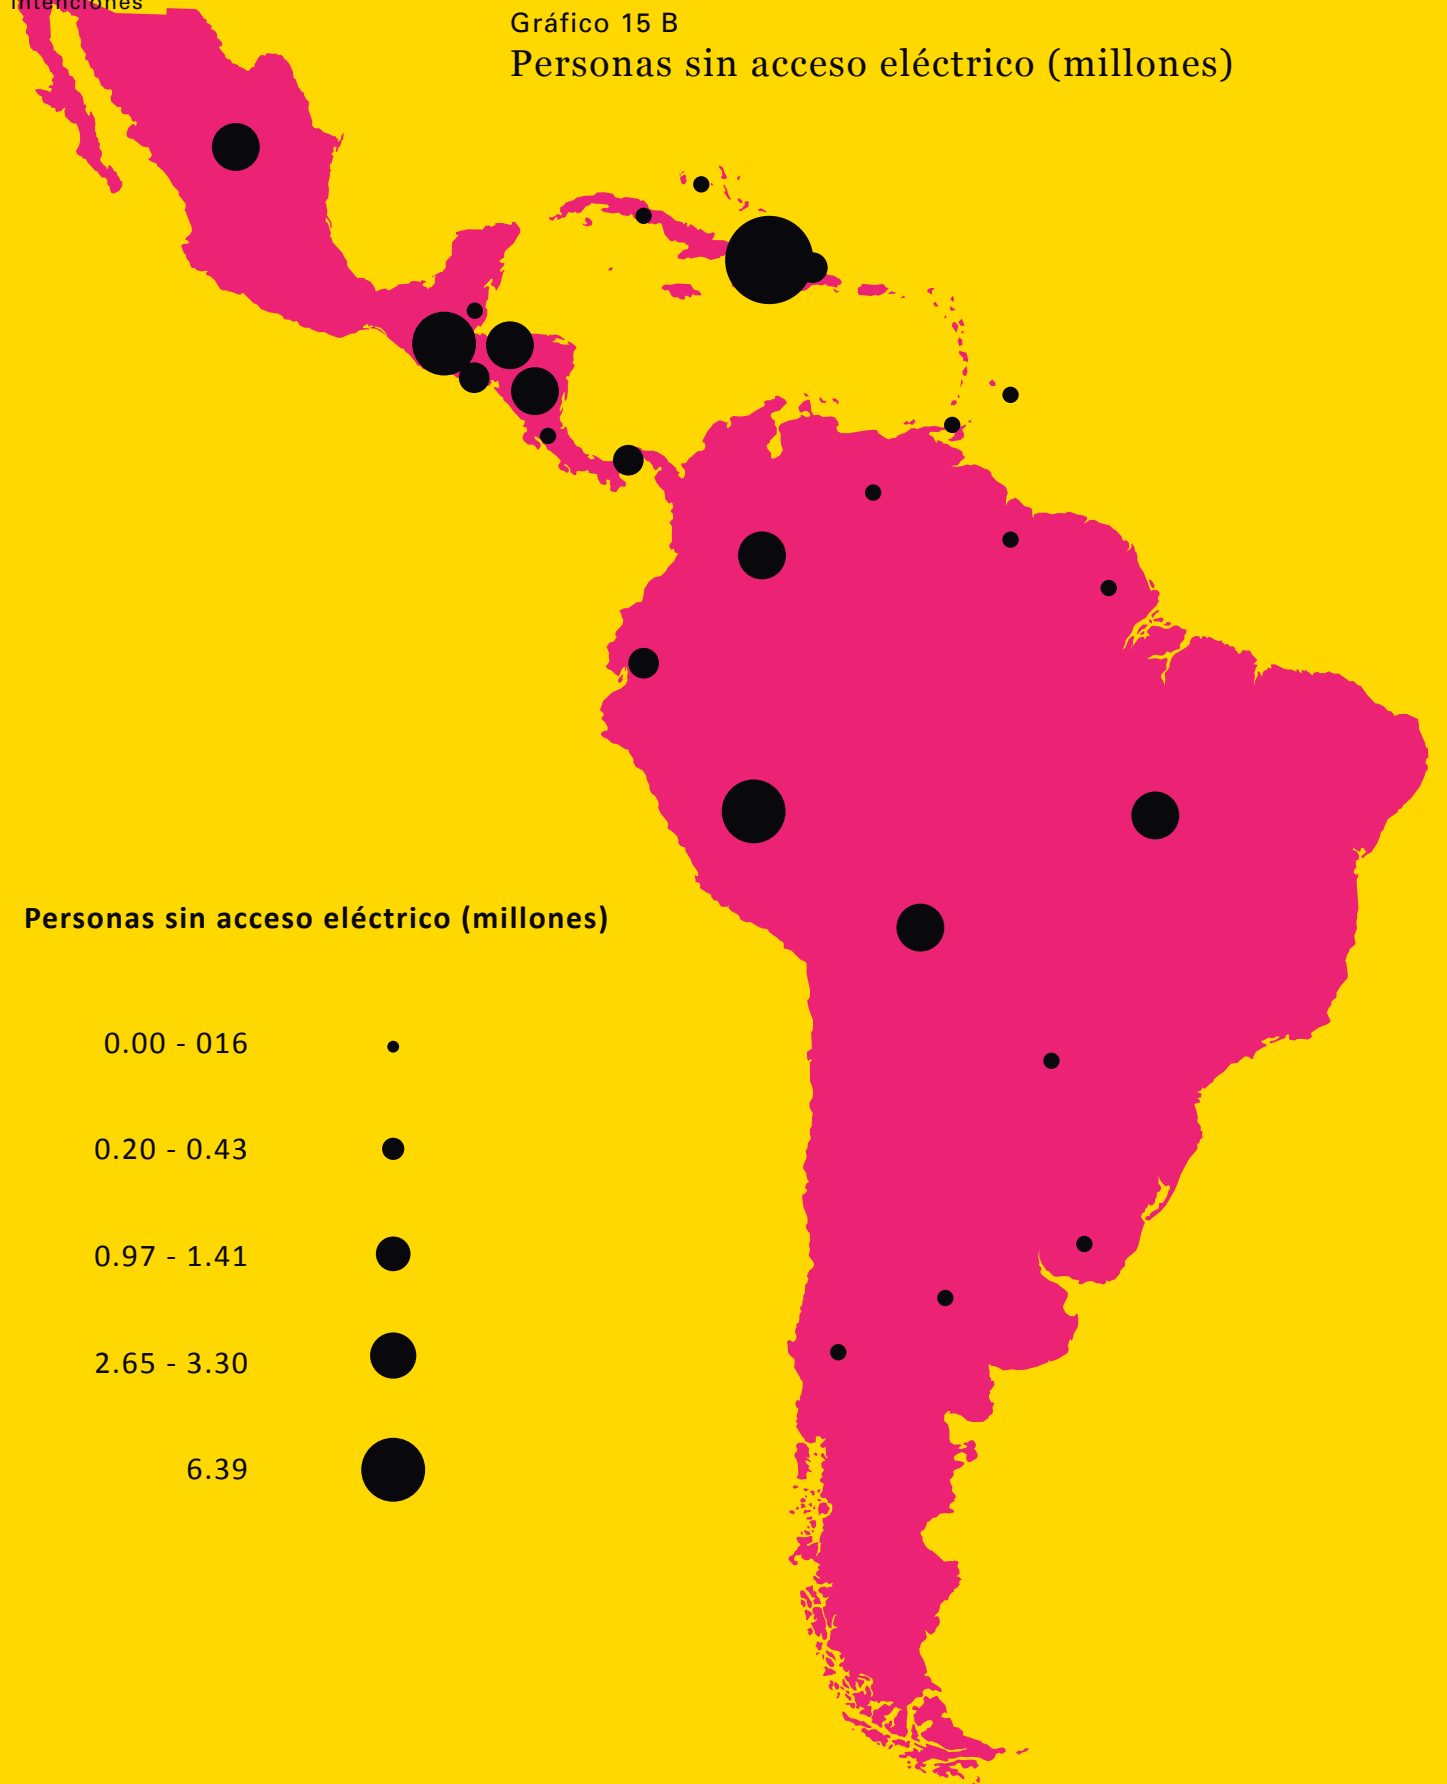 intenciones
Gráfico 15 B
Personas sin acceso eléctrico (millones)
Personas sin acceso eléctrico (millones)
0.00 - 016
0.20 - 0.43
0.97 - 1.41
2.65 - 3.30
6.39